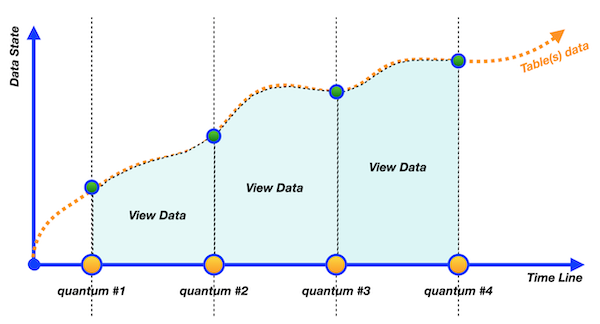 Data State
Table(s) data
View Data
View Data
View Data
Time Line
quantum #1
quantum #2
quantum #3
quantum #4